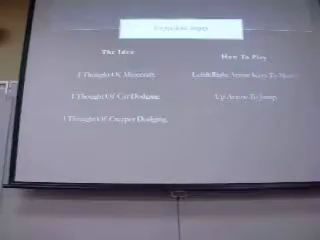 The Idea
How To Play
I Thought Of Minecraft.
Left&Right Arrow Keys To Move
I Thought Of Car Dodging.
Up Arrow To Jump
I Thought Of Creeper Dodging.